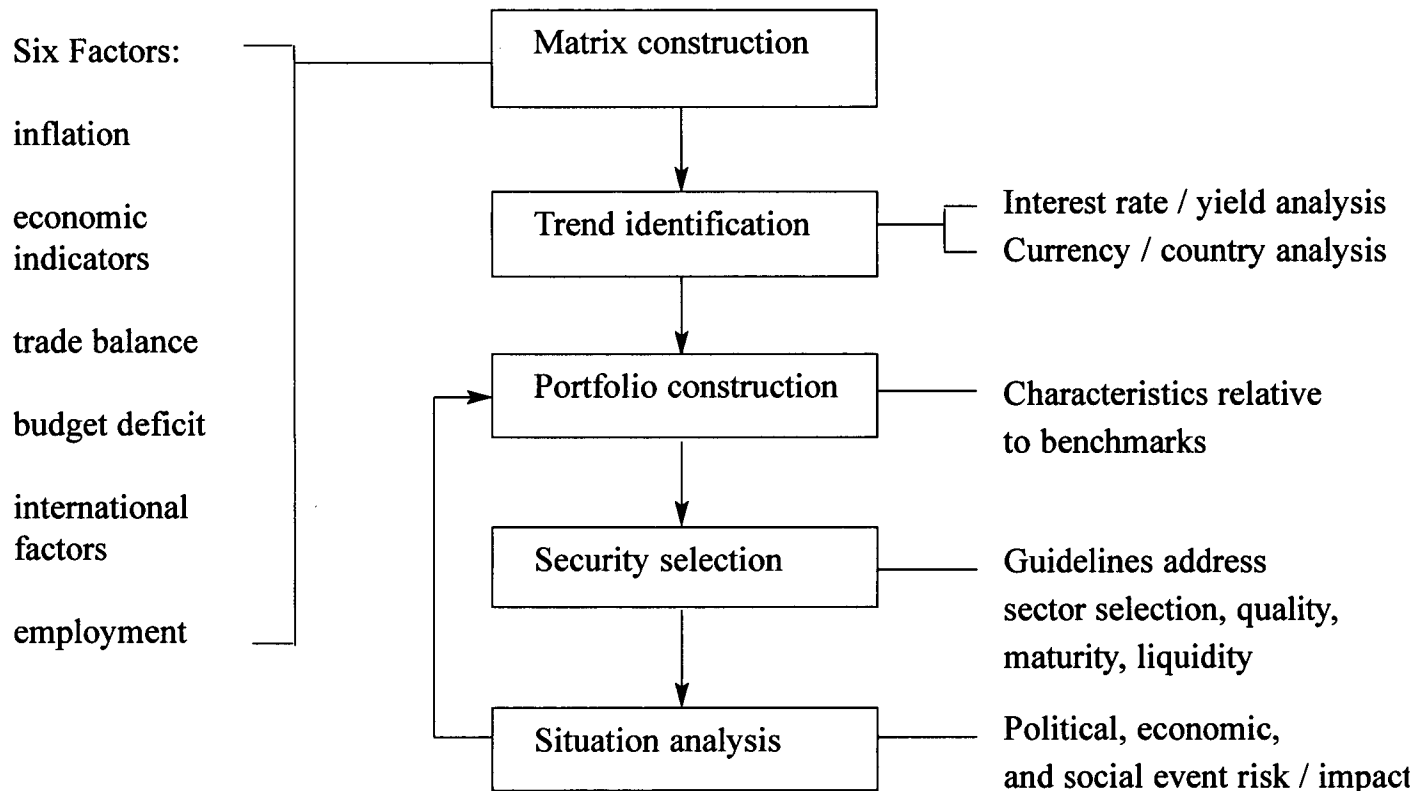 Six Factors:
inflation
economic
indicators
trade balance
budget deficit
international
factors
employment
Matrix construction
Trend identification
Interest rate / yield analysis
Currency / country analysis
Portfolio construction
Characteristics relative
to benchmarks
Security selection
Guidelines address
sector selection, quality,
maturity, liquidity
Situation analysis
Political, economic,
and social event risk / impact